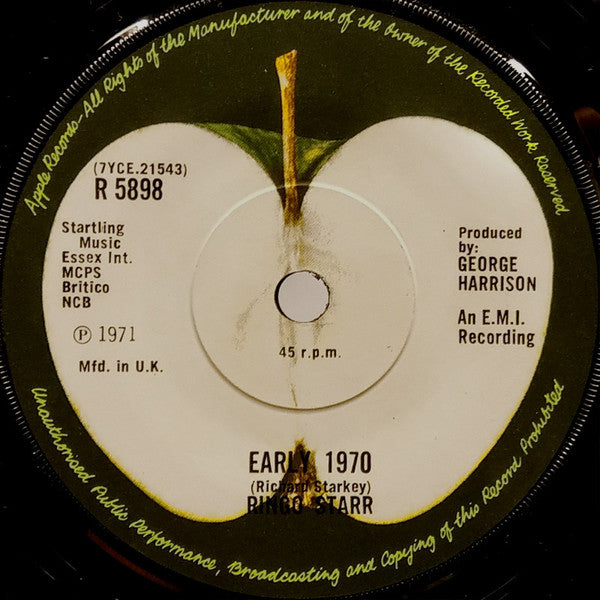 Apple Records-All Rights of the Manufacturer and of the Owner of the Recorded Work Reserved
(7YCE.21543)
R 5898
Startling
Music
Essex Int.
MCPS
Britico
NCB
Ⓟ 1971
Mfd. in U.K.
Produced
by:
GEORGE
HARRISON
An E.M.I.
Recording
45 r.p.m.
EARLY 1970
(Richard Starkey)
RINGO STARR
Unauthorised Public Performance, Broadcasting and Copying of this Record Prohibited